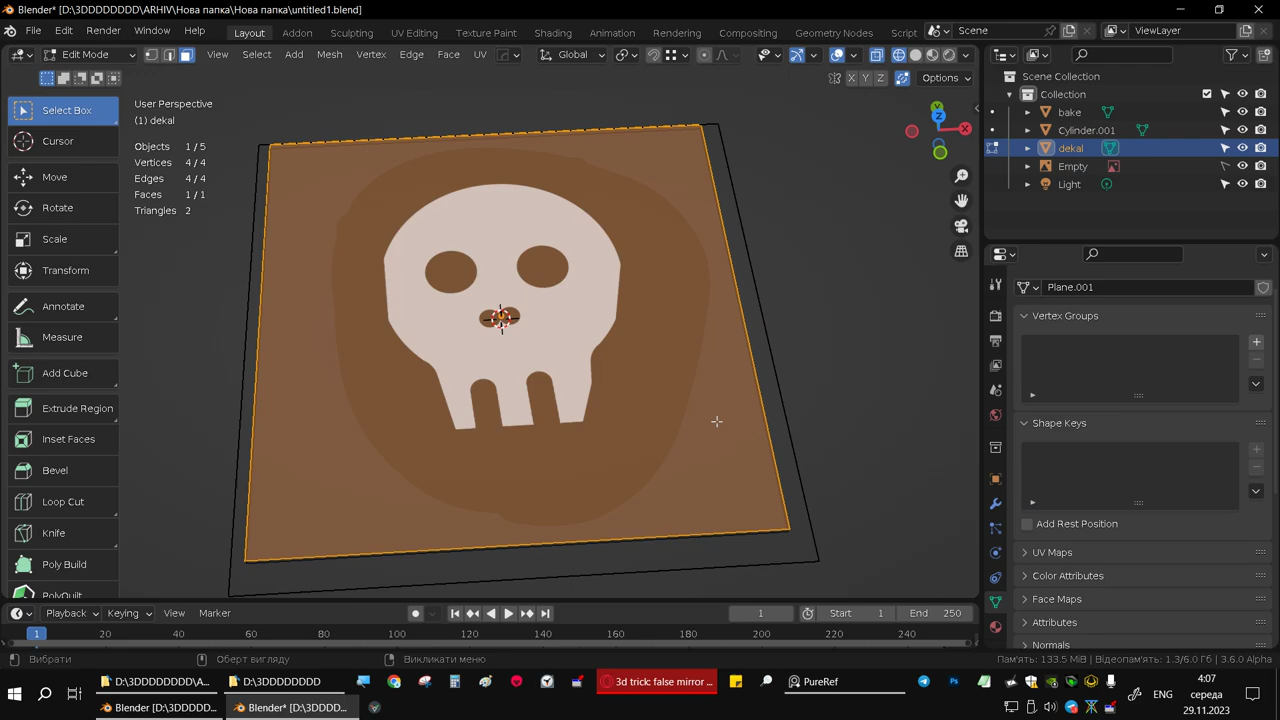 Blender* [D:\3DDDDDDDD\ARHIV\Нова папка\Нова папка\untitled1.blend]
File Edit Render Window Help Layout Addon Sculpting UV Editing Texture Paint Shading Animation Rendering Compositing Geometry Nodes Script Scene ViewLayer
Edit Mode View Select Add Mesh Vertex Edge Face UV Global
X Y Z Options
Select Box
Cursor
Move
Rotate
Scale
Transform
Annotate
Measure
Add Cube
Extrude Region
Inset Faces
Bevel
Loop Cut
Knife
Poly Build
PolyQuilt
User Perspective
(1) dekal
Objects 1/5
Vertices 4/4
Edges 4/4
Faces 1/1
Triangles 2
Y
Z
X
Scene Collection
Collection
bake
Cylinder.001
dekal
Empty
Light
Plane.001
Vertex Groups
Shape Keys
Add Rest Position
UV Maps
Color Attributes
Face Maps
Attributes
Normals
Playback Keying View Marker 1 Start 1 End 250
1 20 40 60 80 100 120 140 160 180 200 220 240
Вибрати Оберт вигляду Викликати меню Пам'ять: 133.5 MiB | Відеопам'ять: 1.3/6.0 Гб | 3.6.0 Alpha
D:\3DDDDDDDD\A... D:\3DDDDDDDD 3d trick: false mirror ... PureRef
Blender [D:\3DDDD... Blender* [D:\3DDDD...
ENG
4:07
середа
29.11.2023